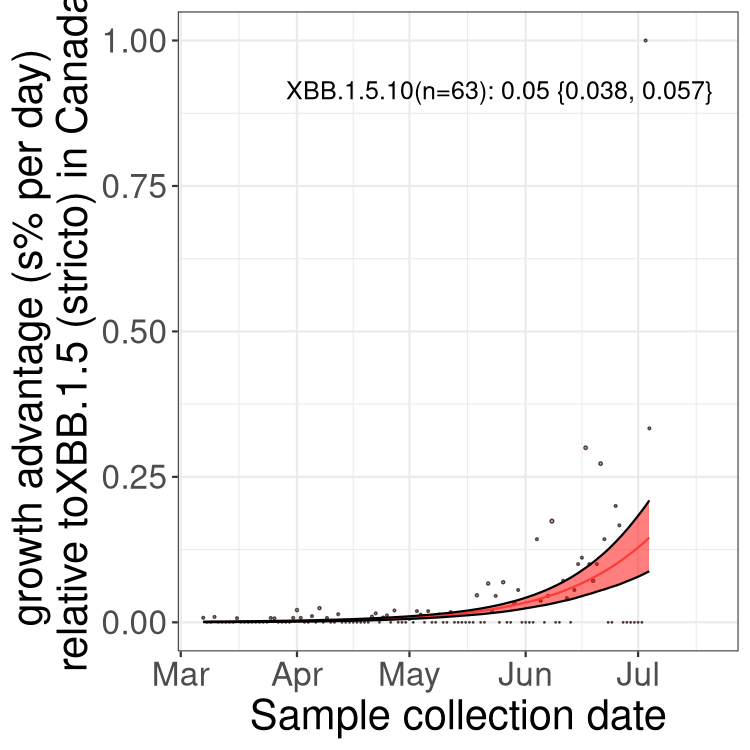 growth advantage (s% per day)
relative toXBB.1.5 (stricto) in Canada
1.00
0.75
0.50
0.25
0.00
XBB.1.5.10(n=63): 0.05 {0.038, 0.057}
Mar Apr May Jun Jul
Sample collection date